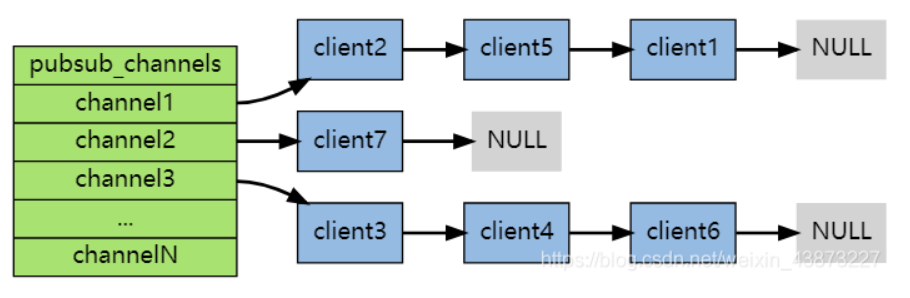 pubsub_channels
channel1
channel2
channel3
...
channelN
client2
client5
client1
NULL
client7
NULL
client3
client4
client6
NULL
https://blog.csdn.net/weixin_43873227